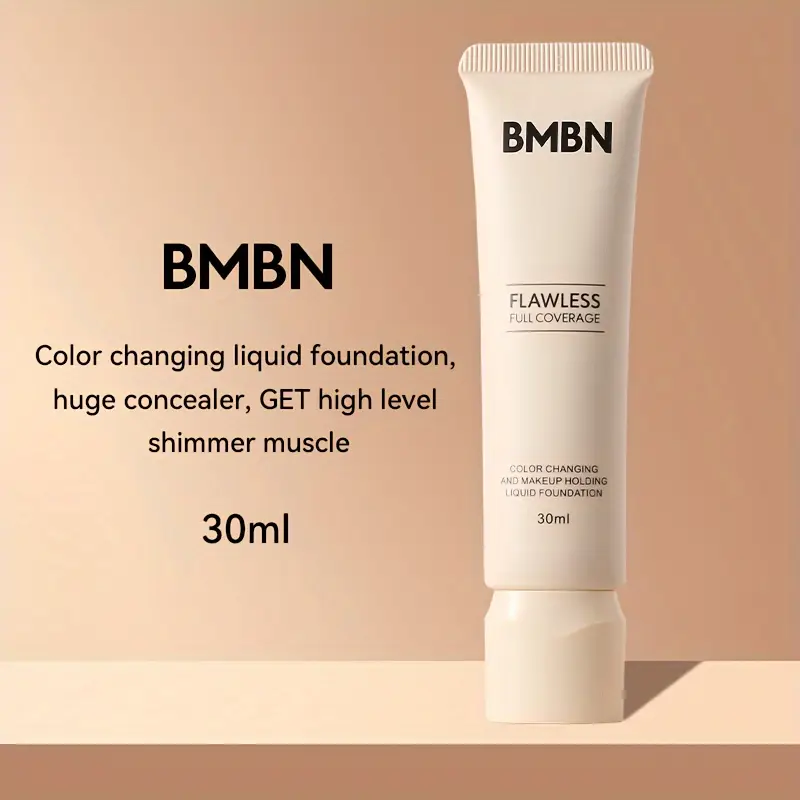 BMBN
Color changing liquid foundation,
huge concealer, GET high level
shimmer muscle
30ml
BMBN
FLAWLESS
FULL COVERAGE
COLOR CHANGING
AND MAKEUP HOLDING
LIQUID FOUNDATION
30ml